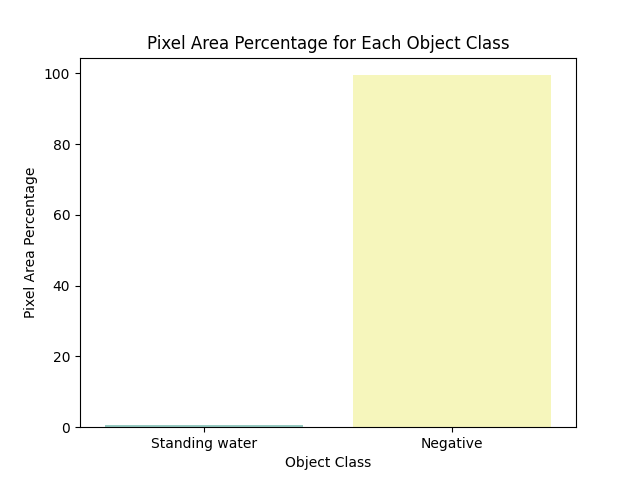 Pixel Area Percentage for Each Object Class
100
80
60
40
20
0
Pixel Area Percentage
Standing water
Negative
Object Class